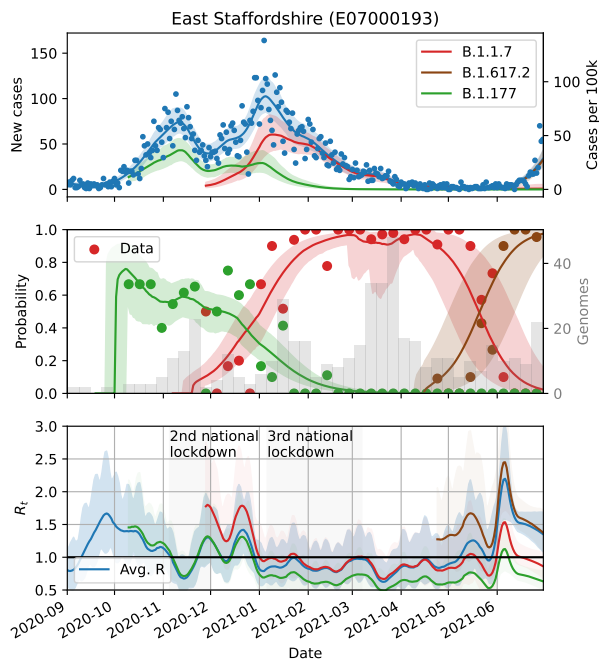 East Staffordshire (E07000193)
150
100
50
0
New cases
B.1.1.7
B.1.617.2
B.1.177
100
50
0
Cases per 100k
1.0
0.8
0.6
0.4
0.2
0.0
Probability
Data
40
20
0
Genomes
3.0
2.5
2.0
1.5
1.0
0.5
Rt
2nd national
lockdown
3rd national
lockdown
Avg. R
2020-09
2020-10
2020-11
2020-12
2021-01
2021-02
2021-03
2021-04
2021-05
2021-06
Date